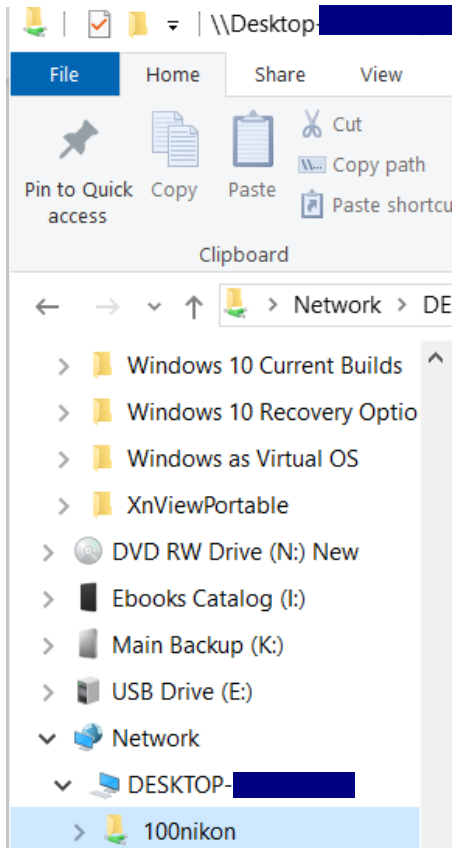 \\Desktop-
File Home Share View
Pin to Quick access
Copy
Paste
Cut
W... Copy path
Paste shortcu
Clipboard
Network > DE
Windows 10 Current Builds
Windows 10 Recovery Optio
Windows as Virtual OS
XnViewPortable
DVD RW Drive (N:) New
Ebooks Catalog (I:)
Main Backup (K:)
USB Drive (E:)
Network
DESKTOP-
100nikon